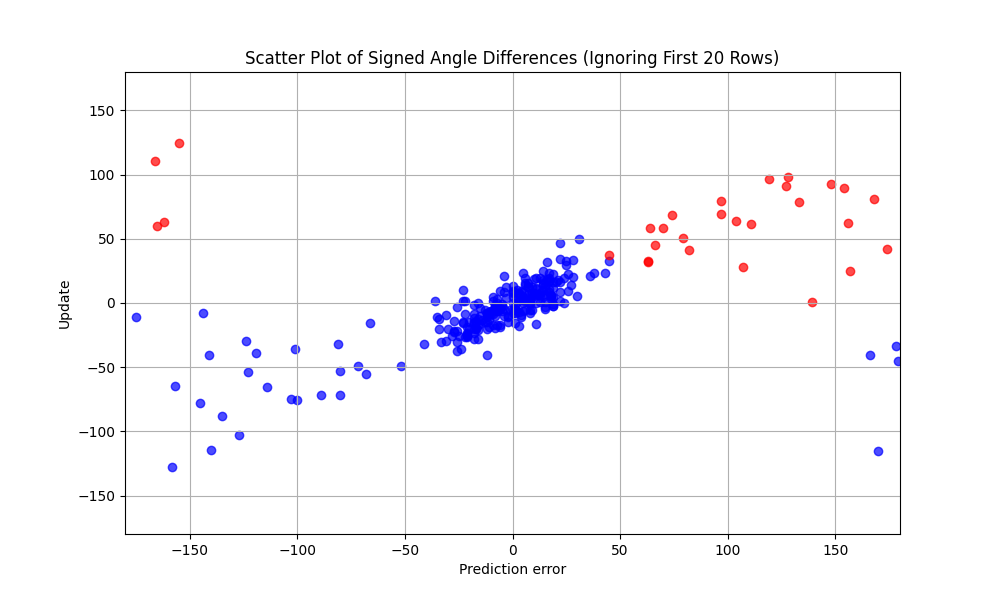 Scatter Plot of Signed Angle Differences (Ignoring First 20 Rows)
150
100
50
0
−50
−100
−150
Update
−150 −100 −50 0 50 100 150
Prediction error